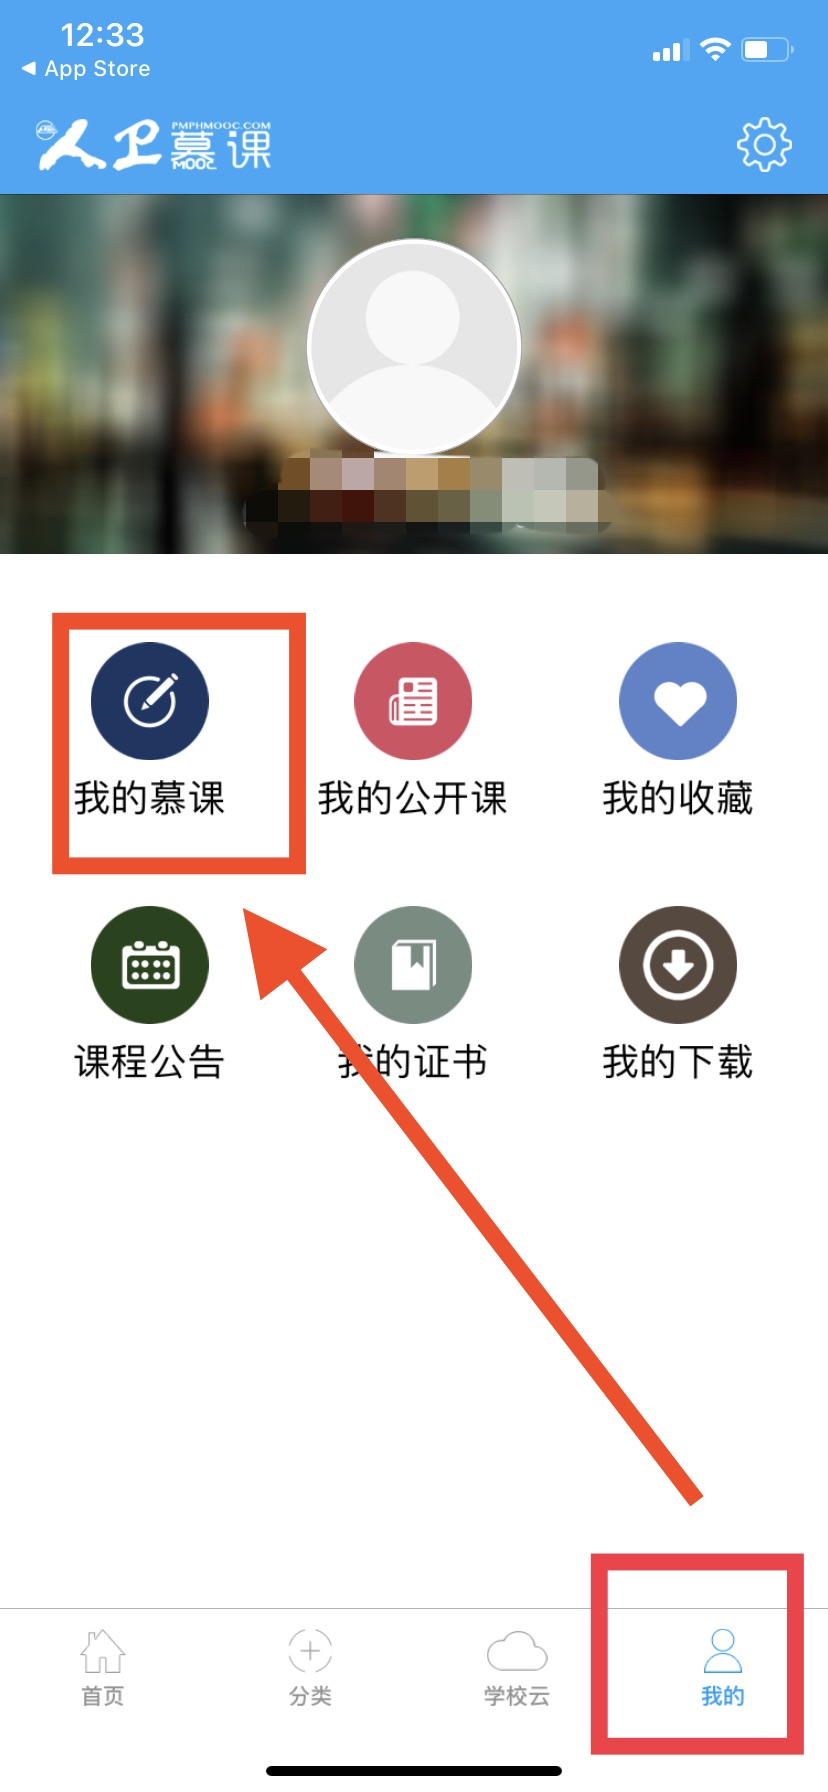 12:33
App Store
人卫慕课
PMPHMOOC.COM
MOOC
我的慕课
我的公开课
我的收藏
课程公告
我的证书
我的下载
首页
分类
学校云
我的